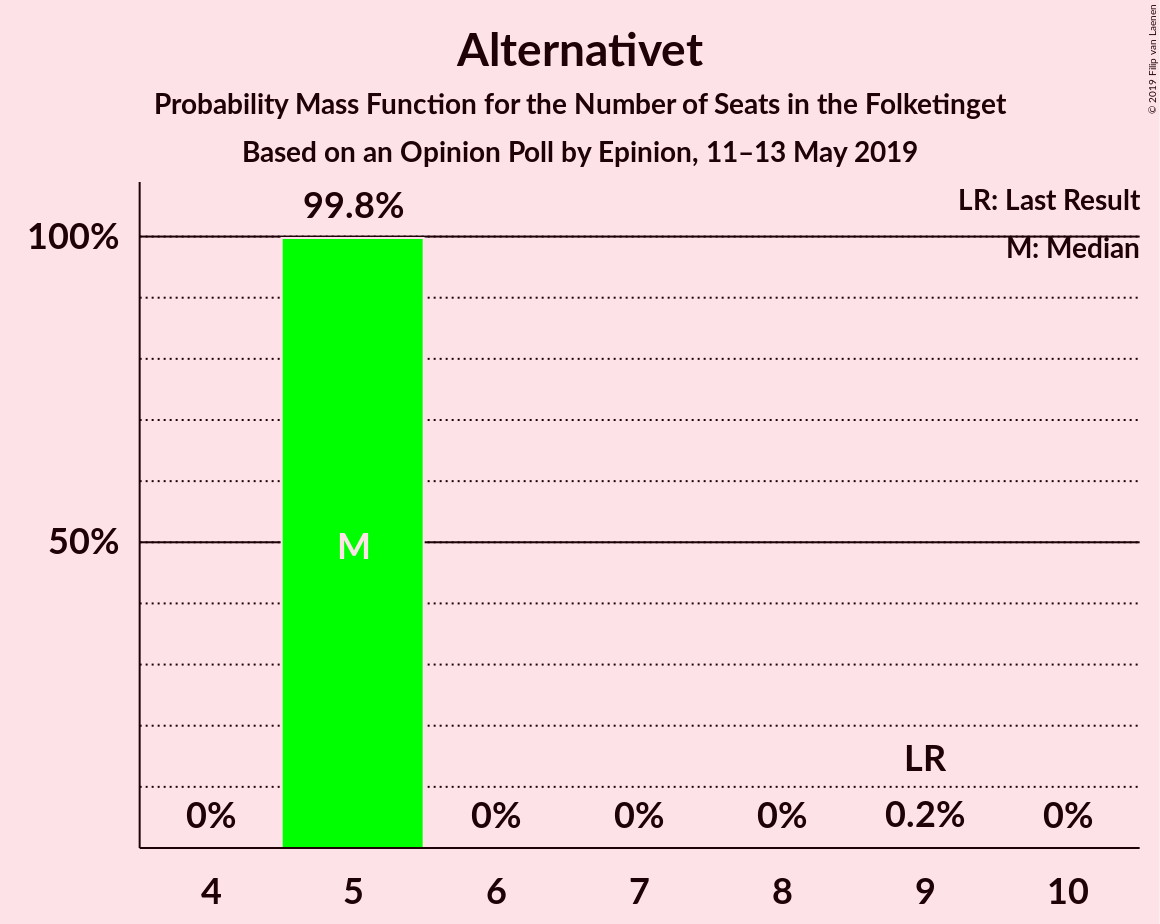 Alternativet
Probability Mass Function for the Number of Seats in the Folketinget
Based on an Opinion Poll by Epinion, 11–13 May 2019
© 2019 Filip van Laenen
99.8%
LR: Last Result
100%
M: Median
50%
M
LR
0%
0%
0%
0%
0.2%
0%
4
5
6
7
8
9
10